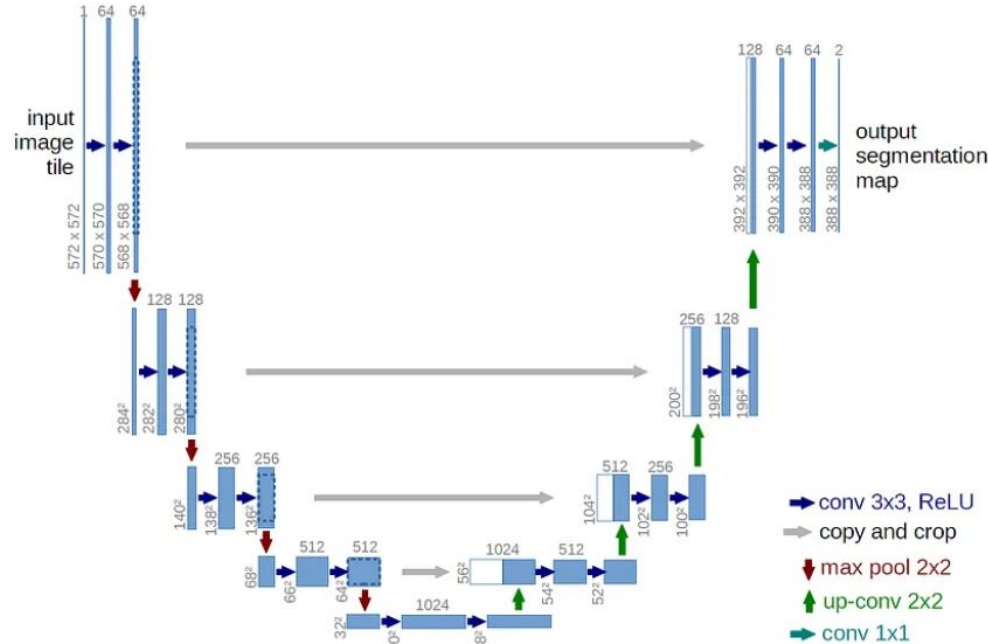 1 64 64
128 64 64 2
input
image
tile
output
segmentation
map
572 x 572
570 x 570
568 x 568
392 x 392
390 x 390
388 x 388
388 x 388
128 128
256 128
284²
282²
280²
200²
198²
196²
256 256
512 256
140²
138²
136²
104²
102²
100²
conv 3x3, ReLU
copy and crop
max pool 2x2
up-conv 2x2
conv 1x1
512 512
1024 512
68²
66²
64²
56²
54²
52²
1024
32²